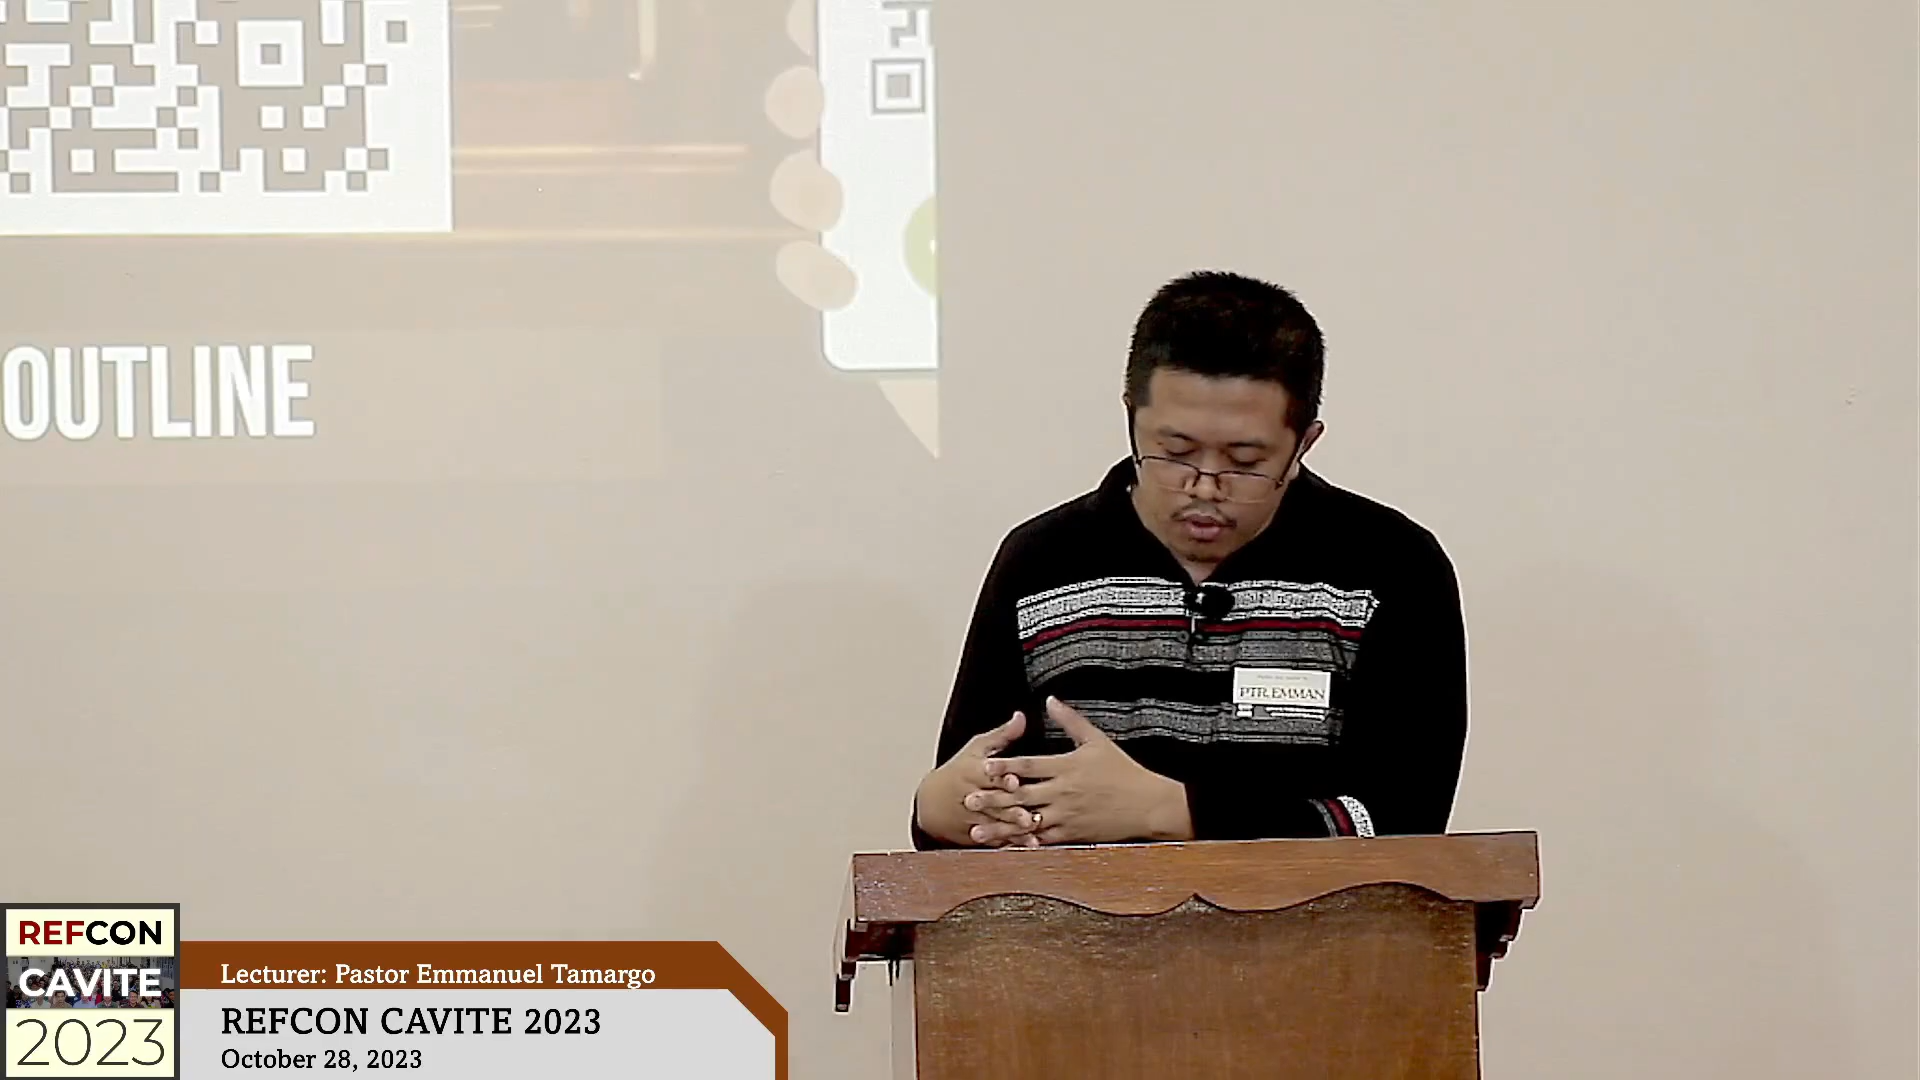 OUTLINE
PTR. EMMAN
REFCON
CAVITE
2023
Lecturer: Pastor Emmanuel Tamargo
REFCON CAVITE 2023
October 28, 2023